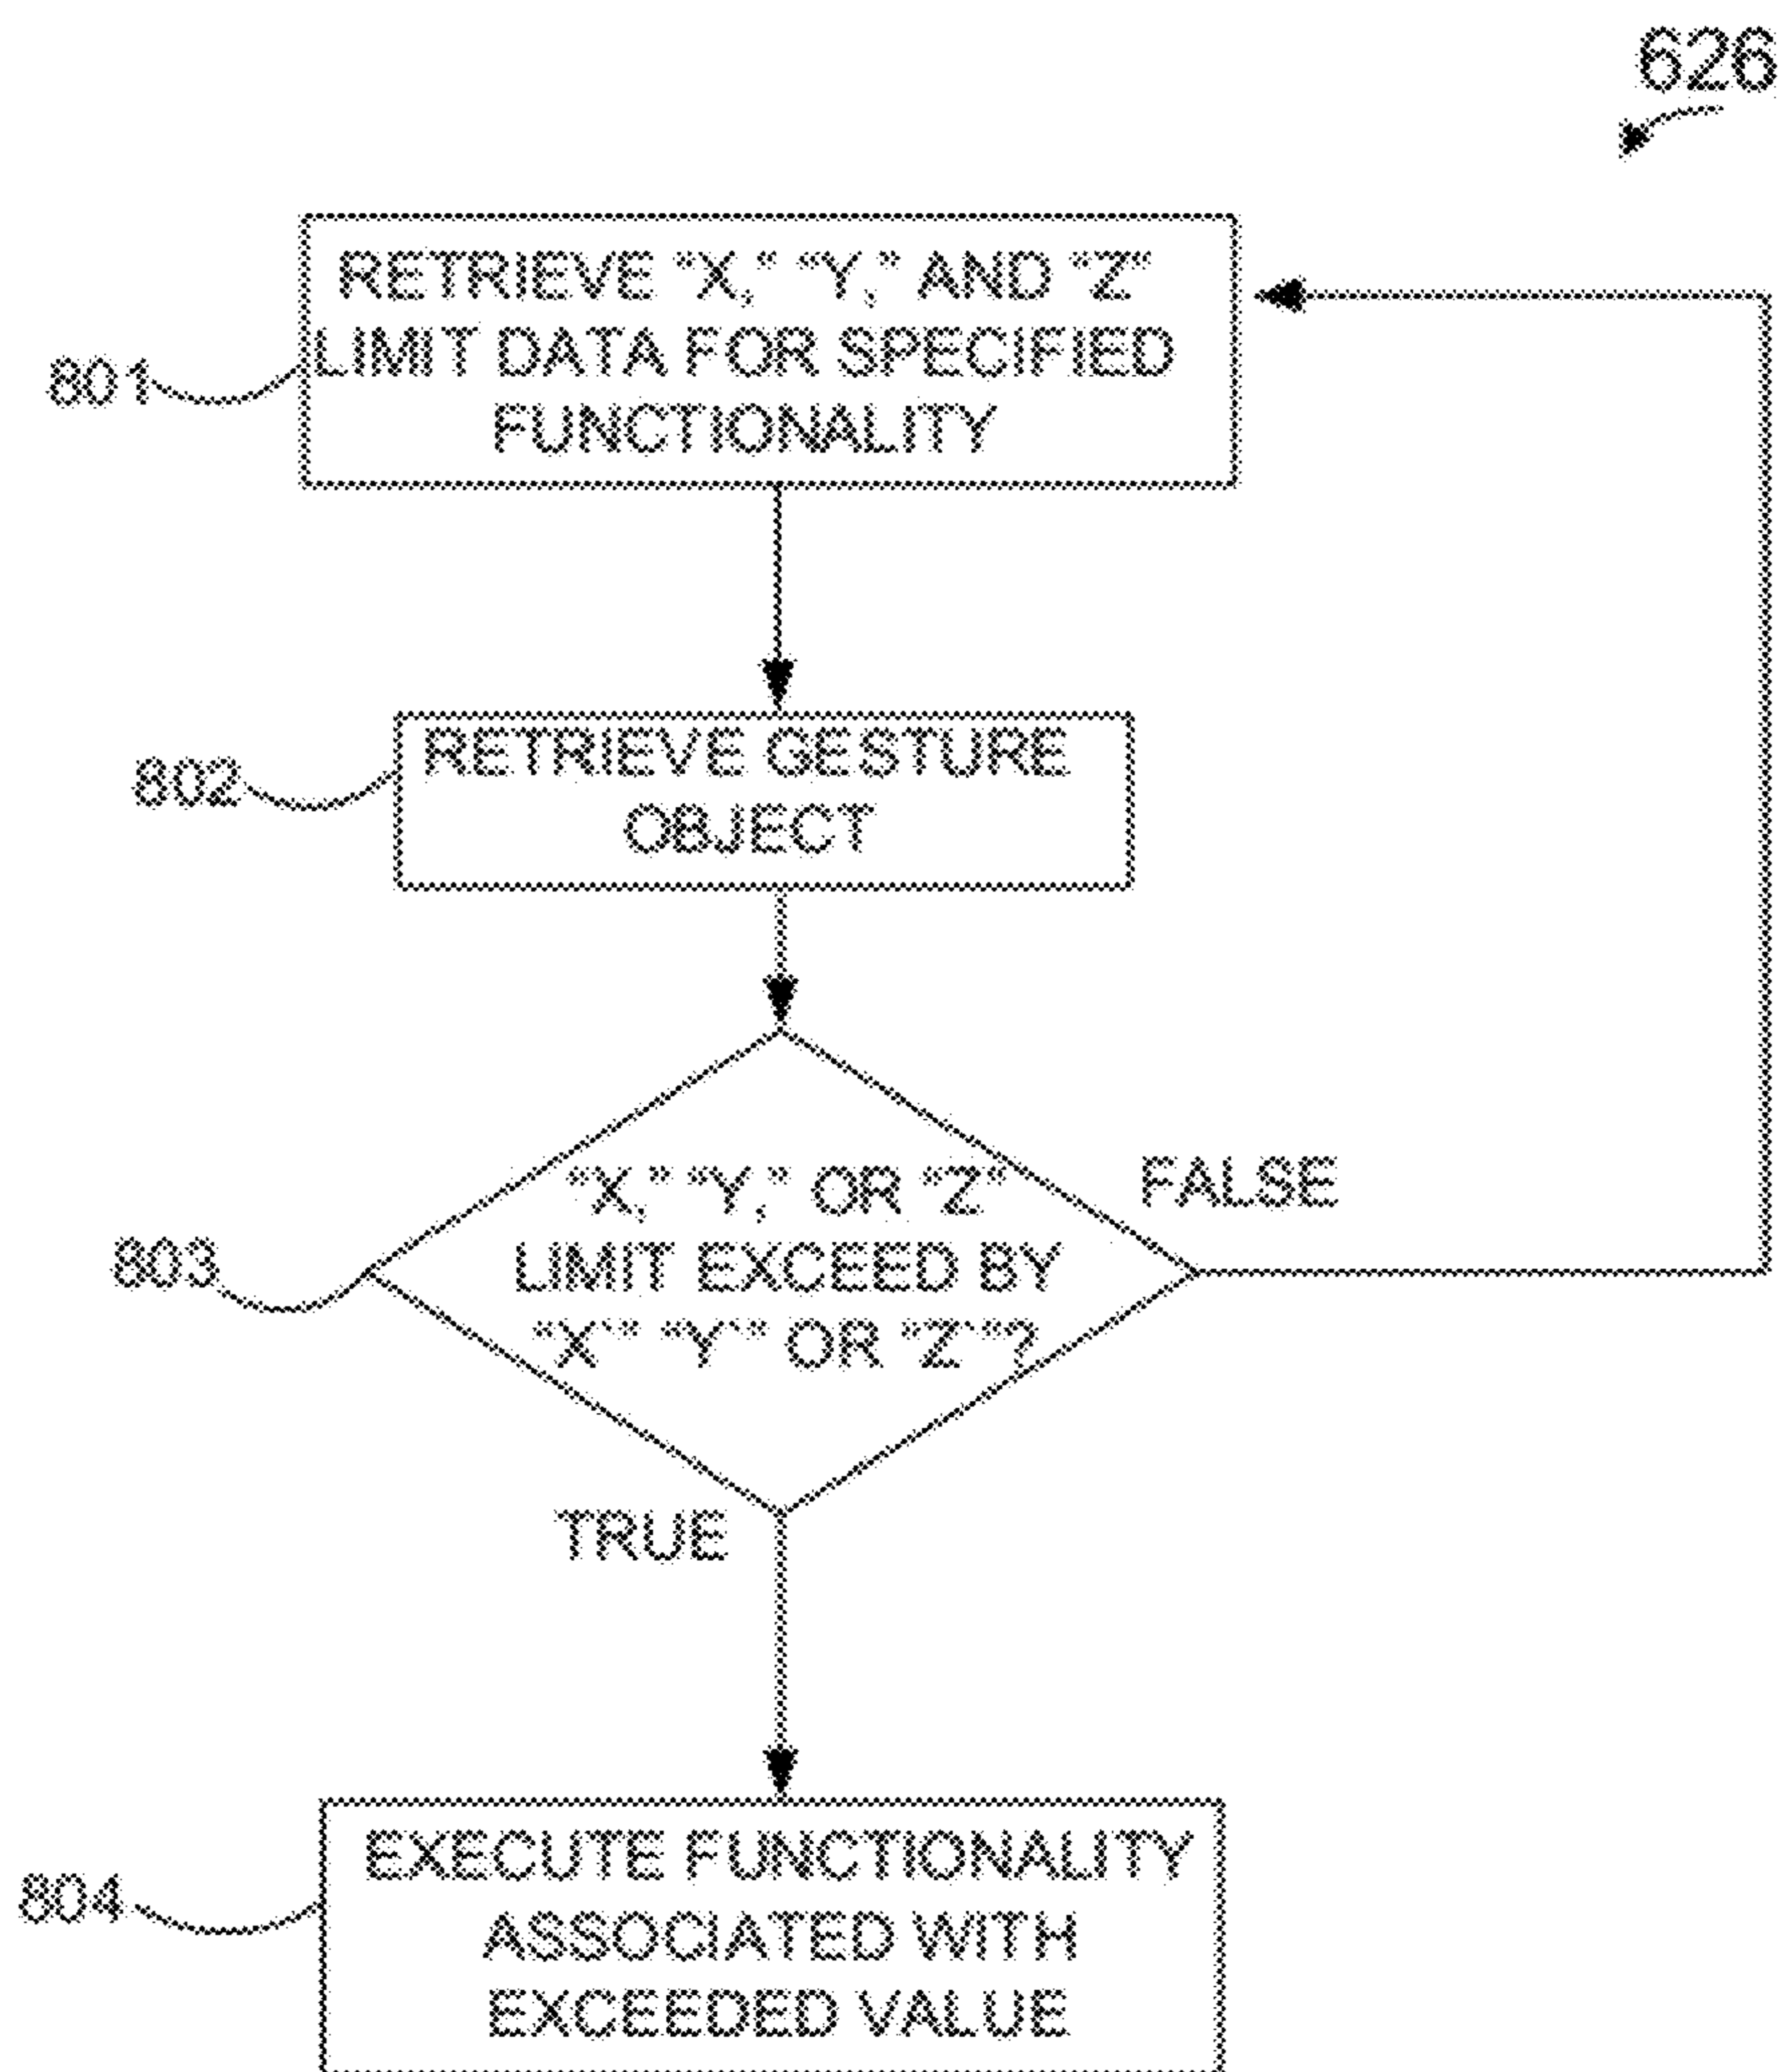 626
RETRIEVE "X," "Y," AND "Z"
LIMIT DATA FOR SPECIFIED
FUNCTIONALITY
801
RETRIEVE GESTURE
OBJECT
802
"X," "Y," OR "Z"
LIMIT EXCEED BY
"X'" "Y'" OR "Z'"?
803
FALSE
TRUE
EXECUTE FUNCTIONALITY
ASSOCIATED WITH
EXCEEDED VALUE
804